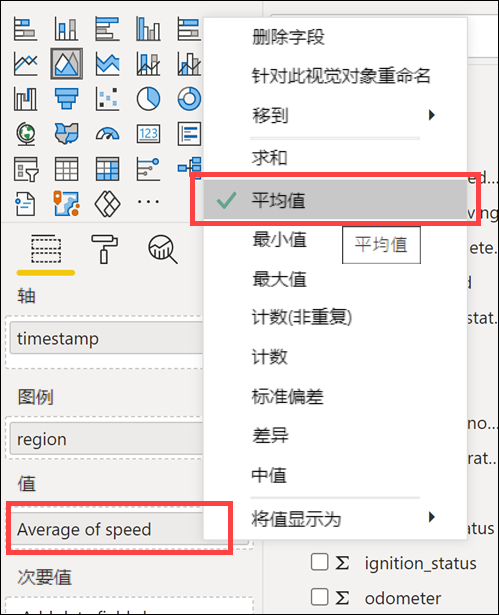 123
轴
timestamp
图例
region
值
Average of speed
次要值
删除字段
针对此视觉对象重命名
移到
求和
平均值
最小值
平均值
最大值
计数(非重复)
计数
标准偏差
差异
中值
将值显示为
ed...
ving
ete.
stat.
no...
rat..
atus
ignition_status
odometer